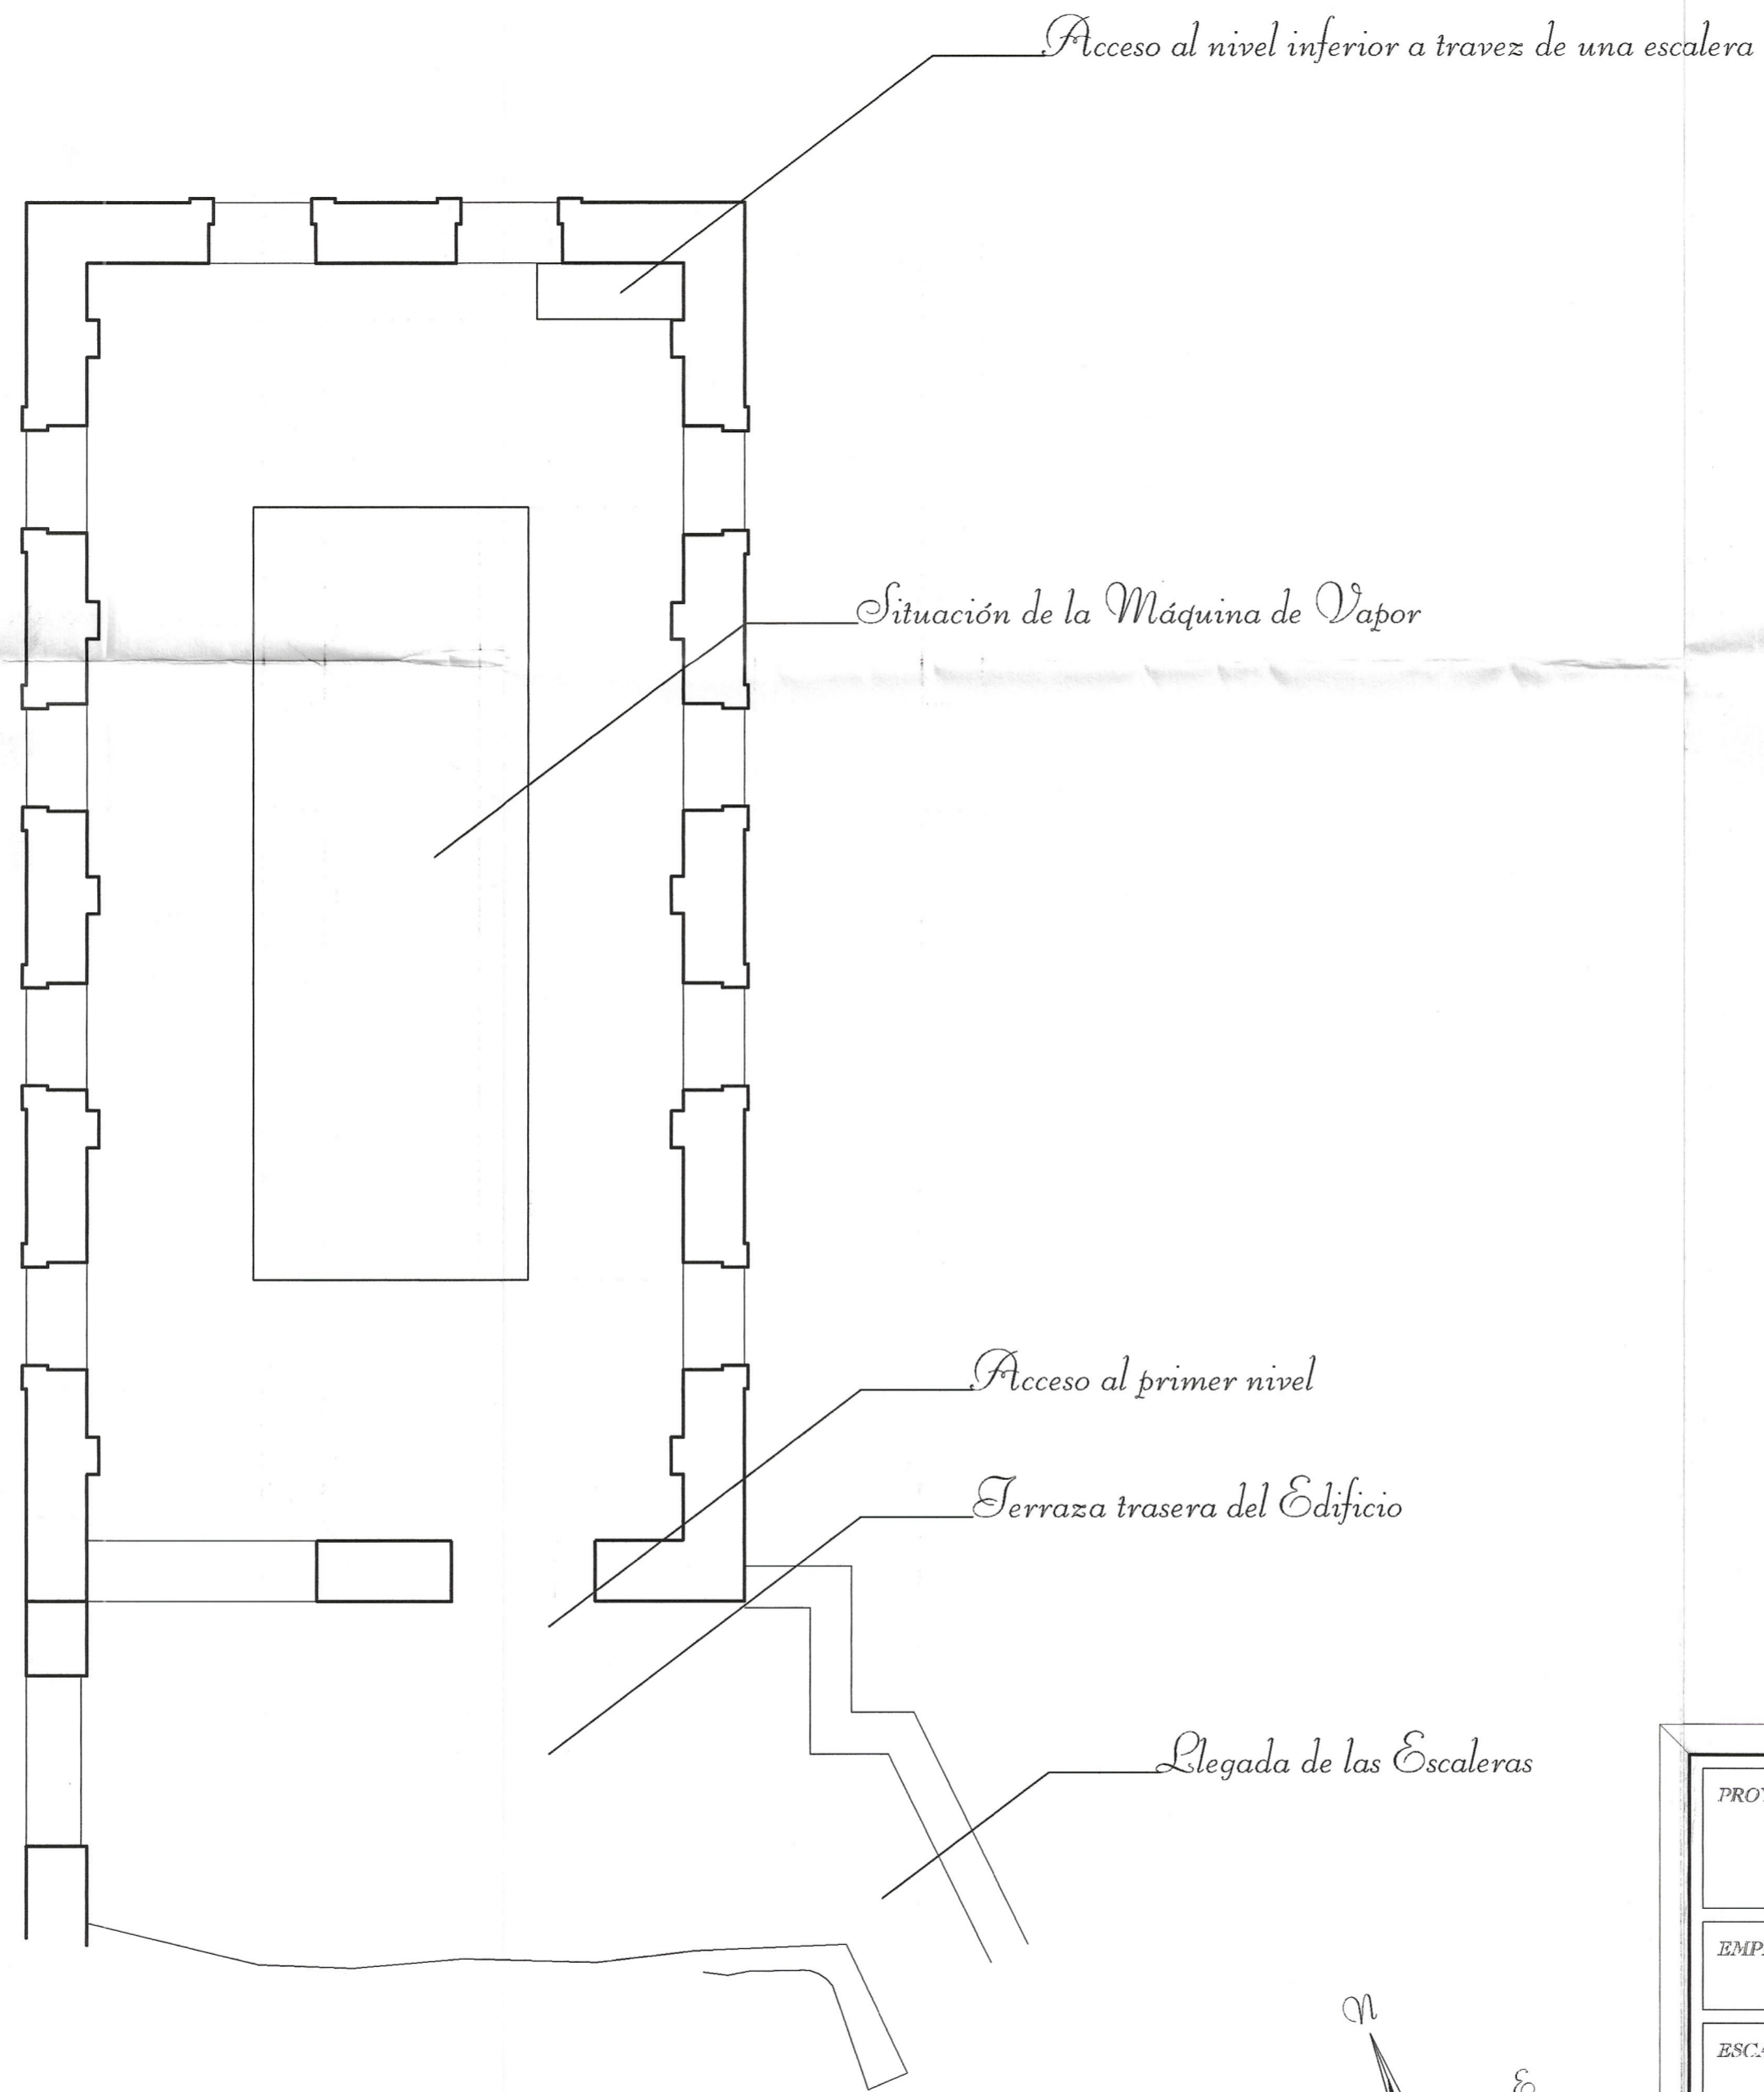 Acceso al nivel inferior a travez de una escalera
Situación de la Máquina de Vapor
Acceso al primer nivel
Terraza trasera del Edificio
Llegada de las Escaleras
N
E